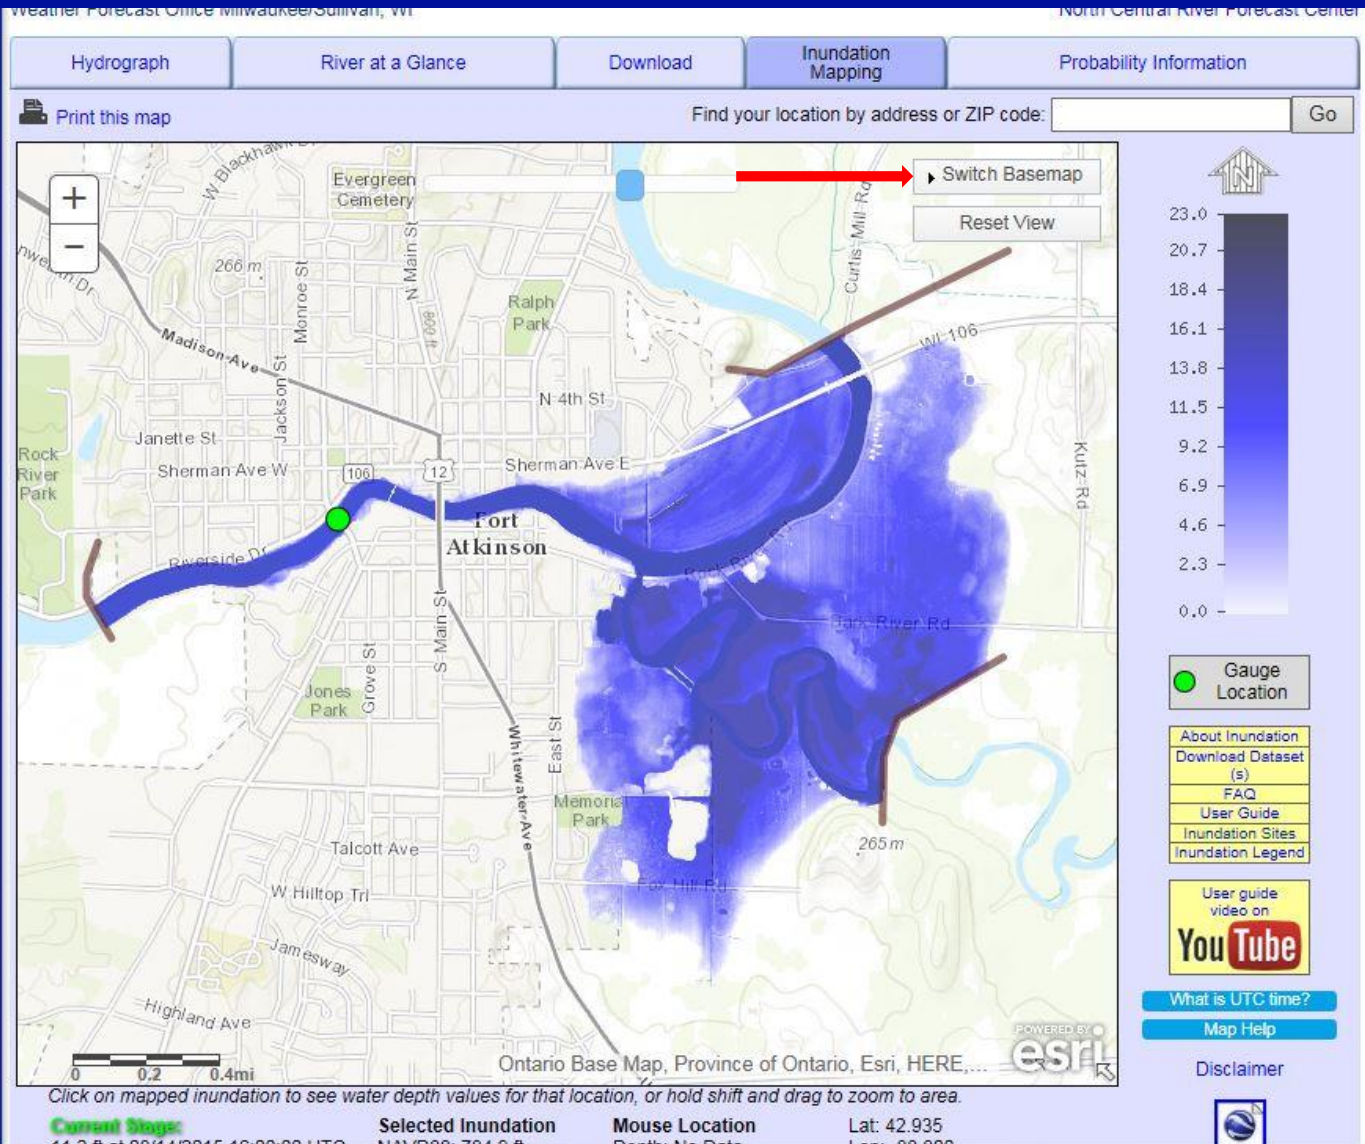 Weather Forecast Office Milwaukee/Sullivan, WI
North Central River Forecast Center
Hydrograph
River at a Glance
Download
Inundation
Mapping
Probability Information
Print this map
Find your location by address or ZIP code:
Go
+
−
Switch Basemap
Reset View
W Blackhawk
Evergreen
Cemetery
N Main St
Curtis Mill Rd
266 m
Monroe St
Ralph
Park
800 ft
Madison Ave
WI-106
Jackson St
N 4th St
Janette St
Rock
River
Park
Sherman Ave W
106
12
Sherman Ave E
Kutz Rd
Fort
Atkinson
Riverside Dr
S Main St
Grove St
Jones
Park
East St
Whitewater Ave
Memorial
Park
265 m
Talcott Ave
W Hilltop Trl
Fox Hill Rd
Jamesway
Highland Ave
0 0.2 0.4mi
Ontario Base Map, Province of Ontario, Esri, HERE,...
POWERED BY
esri
23.0
20.7
18.4
16.1
13.8
11.5
9.2
6.9
4.6
2.3
0.0
Gauge
Location
About Inundation
Download Dataset
(s)
FAQ
User Guide
Inundation Sites
Inundation Legend
User guide
video on
YouTube
What is UTC time?
Map Help
Disclaimer
Click on mapped inundation to see water depth values for that location, or hold shift and drag to zoom to area.
Current Stage:
Selected Inundation
Mouse Location
Lat: 42.935
Depth: No Data